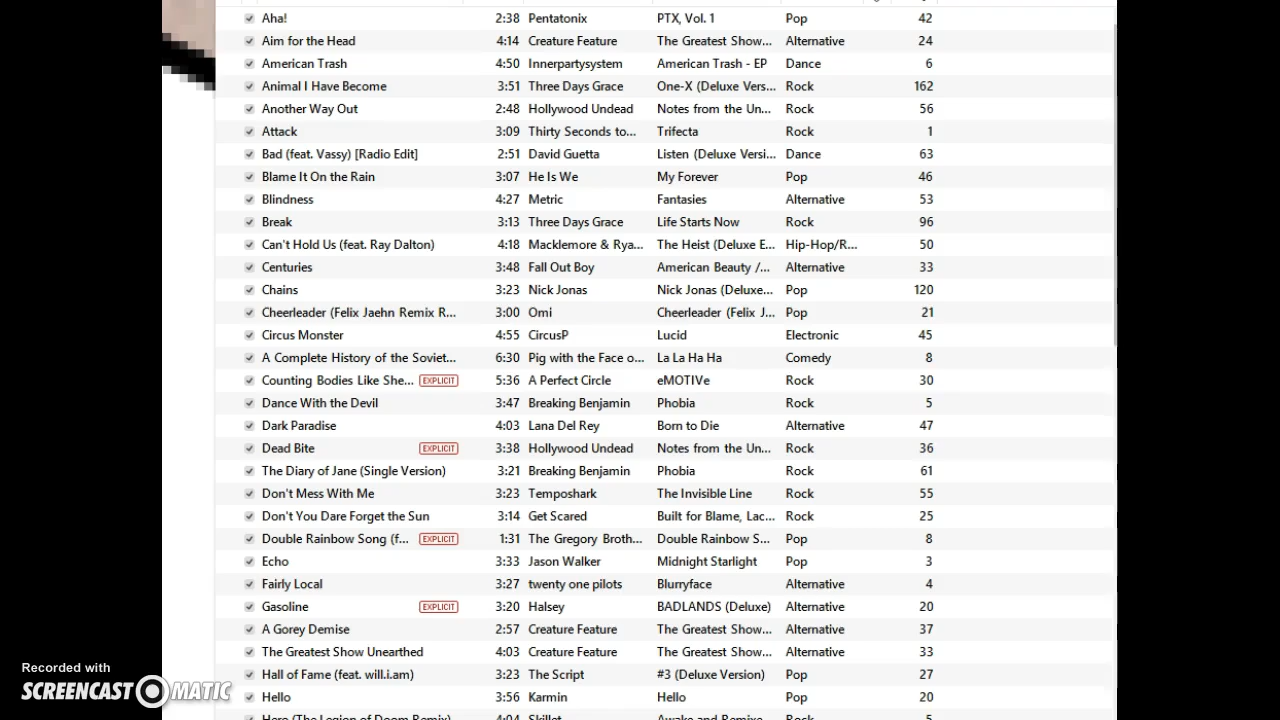 Aha! 2:38 Pentatonix PTX, Vol. 1 Pop 42
Aim for the Head 4:14 Creature Feature The Greatest Show... Alternative 24
American Trash 4:50 Innerpartysystem American Trash - EP Dance 6
Animal I Have Become 3:51 Three Days Grace One-X (Deluxe Vers... Rock 162
Another Way Out 2:48 Hollywood Undead Notes from the Un... Rock 56
Attack 3:09 Thirty Seconds to... Trifecta Rock 1
Bad (feat. Vassy) [Radio Edit] 2:51 David Guetta Listen (Deluxe Versi... Dance 63
Blame It On the Rain 3:07 He Is We My Forever Pop 46
Blindness 4:27 Metric Fantasies Alternative 53
Break 3:13 Three Days Grace Life Starts Now Rock 96
Can't Hold Us (feat. Ray Dalton) 4:18 Macklemore & Rya... The Heist (Deluxe E... Hip-Hop/R... 50
Centuries 3:48 Fall Out Boy American Beauty /... Alternative 33
Chains 3:23 Nick Jonas Nick Jonas (Deluxe... Pop 120
Cheerleader (Felix Jaehn Remix R... 3:00 Omi Cheerleader (Felix J... Pop 21
Circus Monster 4:55 CircusP Lucid Electronic 45
A Complete History of the Soviet... 6:30 Pig with the Face o... La La Ha Ha Comedy 8
Counting Bodies Like She... EXPLICIT 5:36 A Perfect Circle eMOTIVe Rock 30
Dance With the Devil 3:47 Breaking Benjamin Phobia Rock 5
Dark Paradise 4:03 Lana Del Rey Born to Die Alternative 47
Dead Bite EXPLICIT 3:38 Hollywood Undead Notes from the Un... Rock 36
The Diary of Jane (Single Version) 3:21 Breaking Benjamin Phobia Rock 61
Don't Mess With Me 3:23 Temposhark The Invisible Line Rock 55
Don't You Dare Forget the Sun 3:14 Get Scared Built for Blame, Lac... Rock 25
Double Rainbow Song (f... EXPLICIT 1:31 The Gregory Broth... Double Rainbow S... Pop 8
Echo 3:33 Jason Walker Midnight Starlight Pop 3
Fairly Local 3:27 twenty one pilots Blurryface Alternative 4
Gasoline EXPLICIT 3:20 Halsey BADLANDS (Deluxe) Alternative 20
A Gorey Demise 2:57 Creature Feature The Greatest Show... Alternative 37
The Greatest Show Unearthed 4:03 Creature Feature The Greatest Show... Alternative 33
Hall of Fame (feat. will.i.am) 3:23 The Script #3 (Deluxe Version) Pop 27
Hello 3:56 Karmin Hello Pop 20
Hero (The Legion of Doom Remix) 4:04 Skillet Awake and Remixe... Rock 5
Recorded with
SCREENCAST MATIC